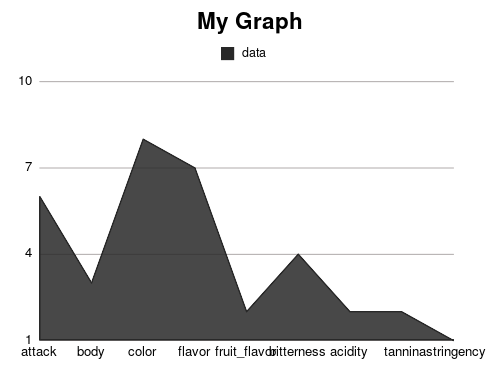 My Graph
data
10
7
4
1
attack body color flavor fruit_flavor bitterness acidity tannin astringency